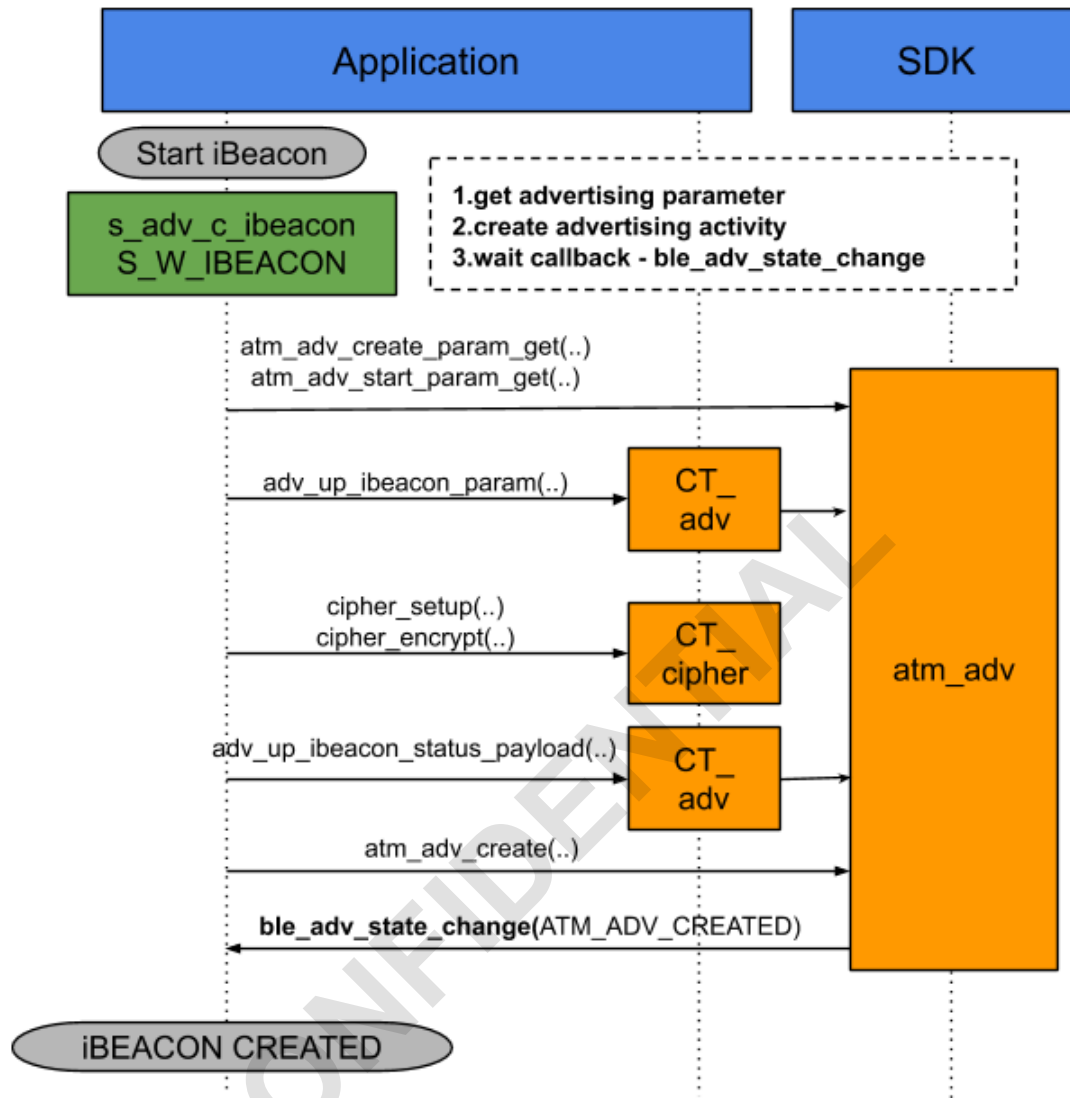 Application
SDK
Start iBeacon
s_adv_c_ibeacon
S_W_IBEACON
1.get advertising parameter
2.create advertising activity
3.wait callback - ble_adv_state_change
atm_adv_create_param_get(..)
atm_adv_start_param_get(..)
adv_up_ibeacon_param(..)
CT_
adv
cipher_setup(..)
cipher_encrypt(..)
CT_
cipher
atm_adv
adv_up_ibeacon_status_payload(..)
CT_
adv
atm_adv_create(..)
ble_adv_state_change(ATM_ADV_CREATED)
iBEACON CREATED
ONFIDENTIAL